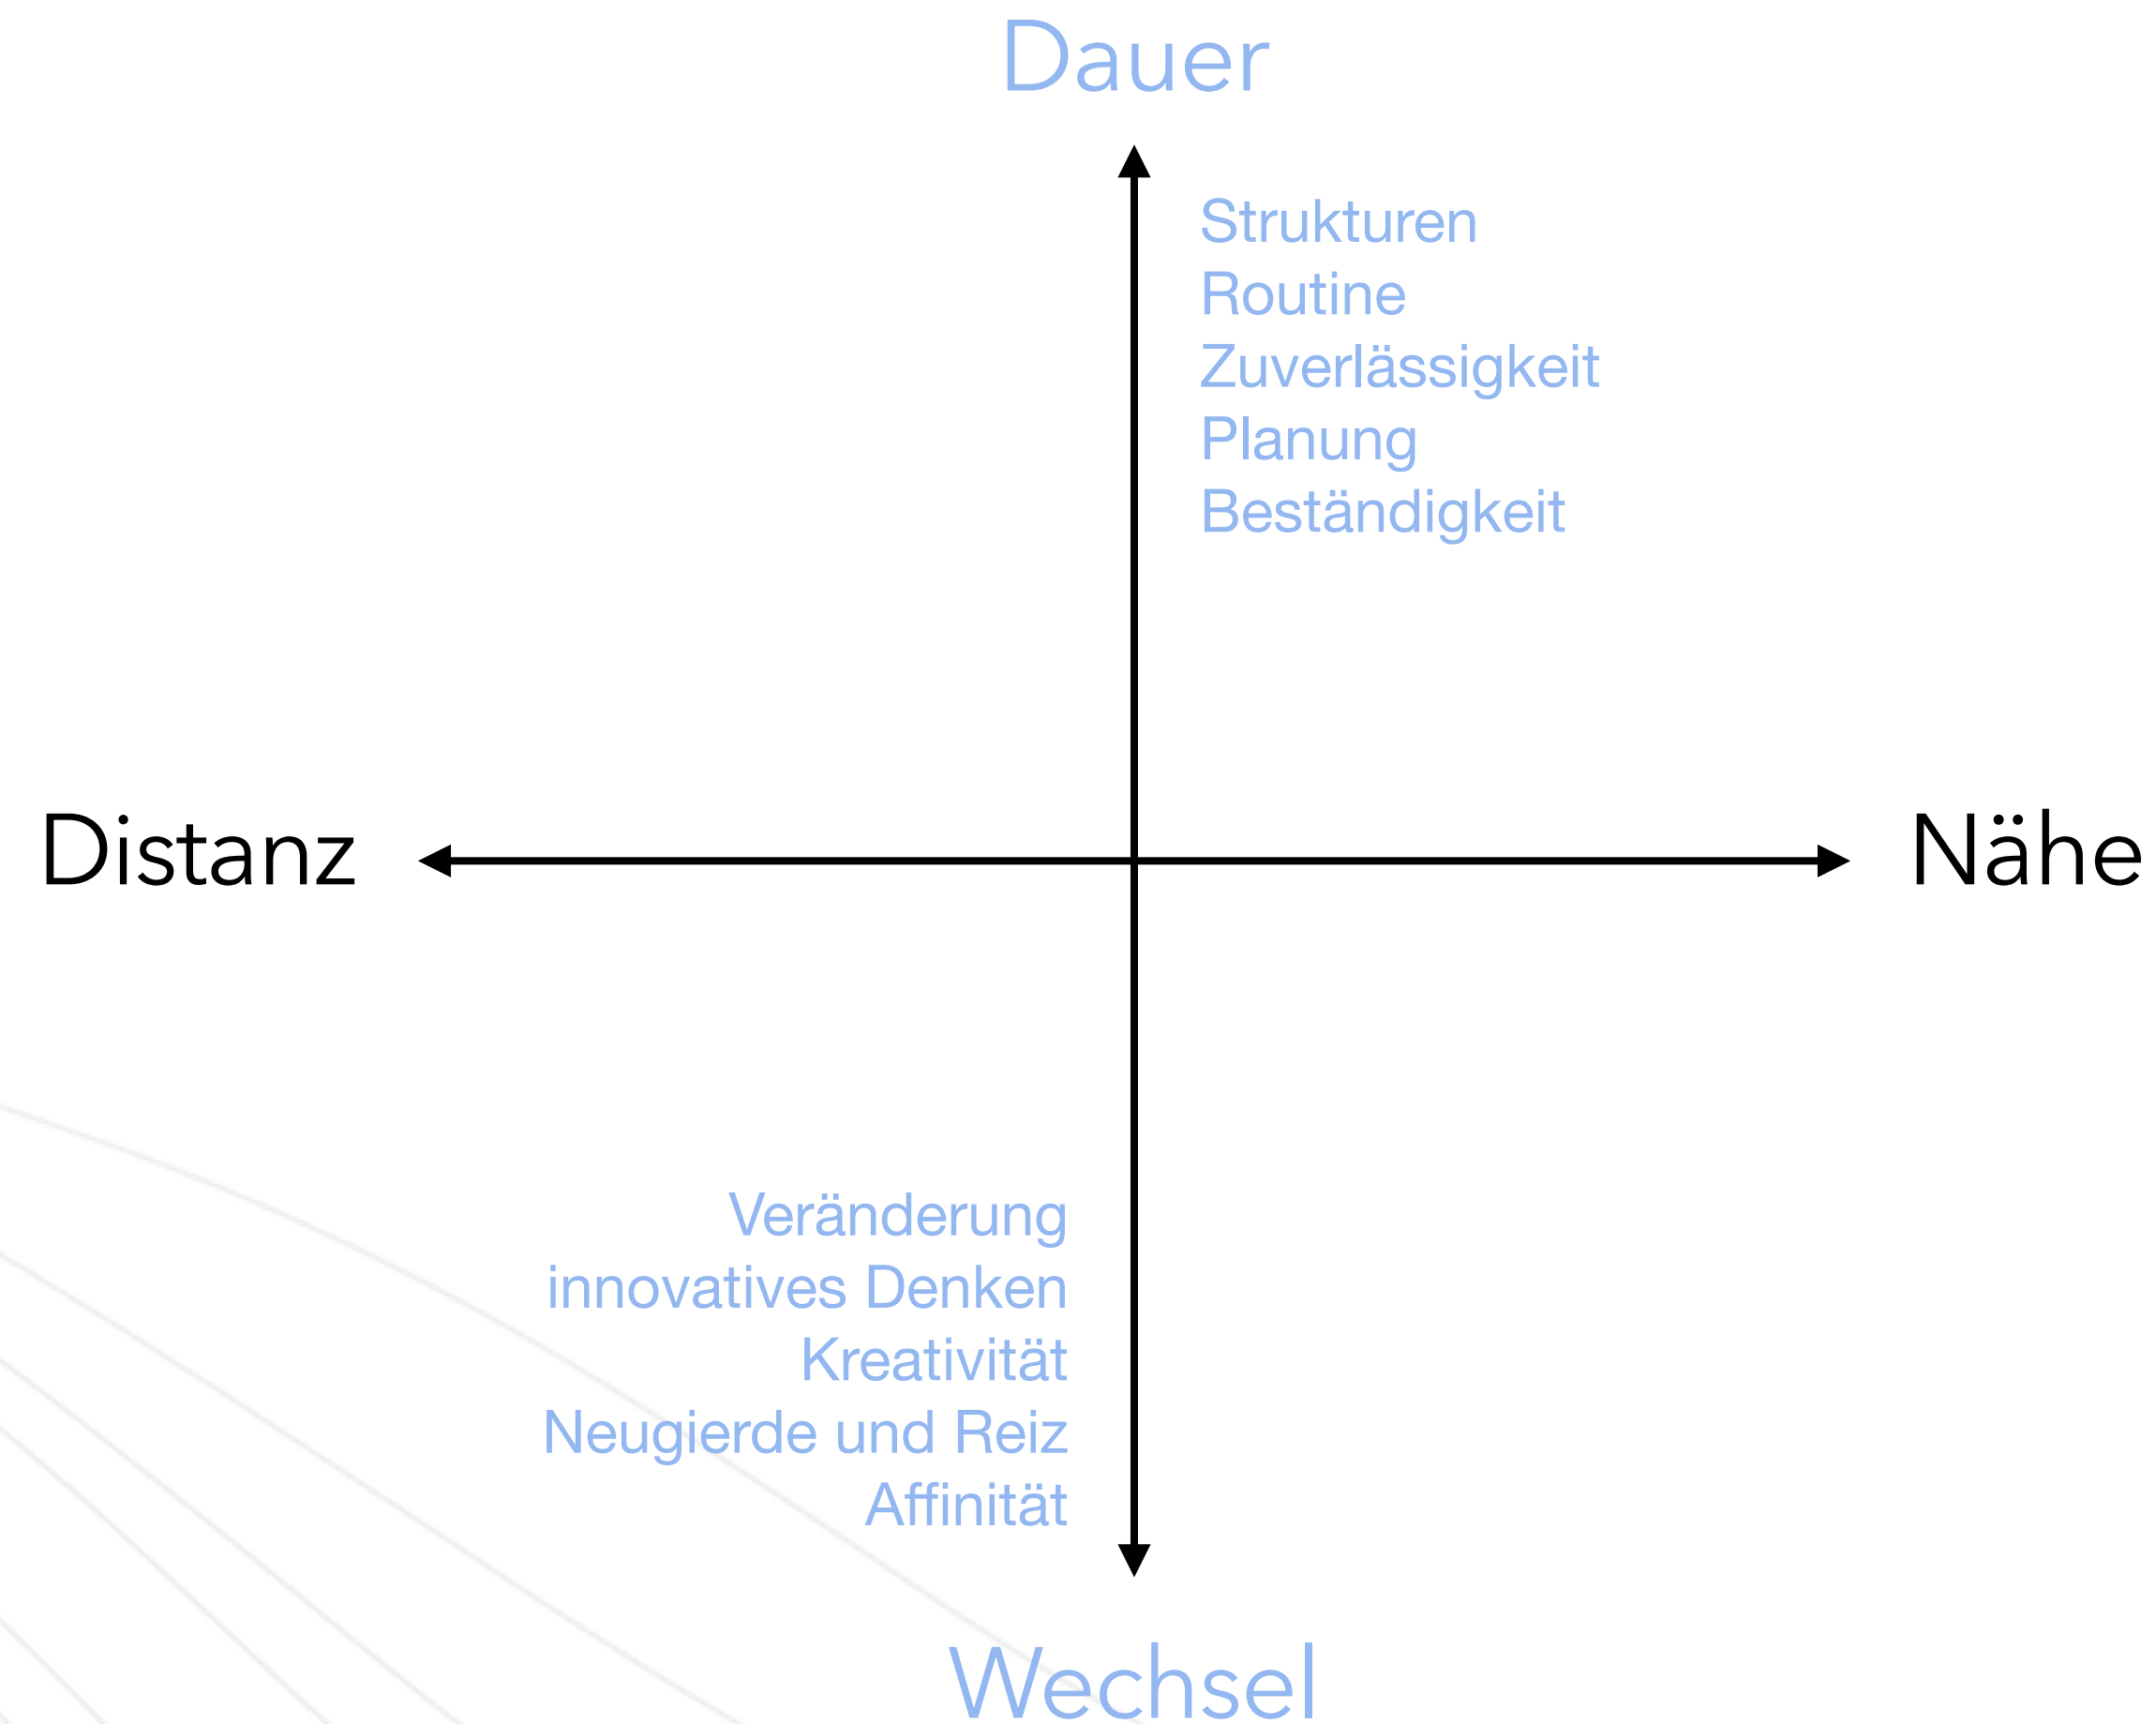 Dauer
Strukturen
Routine
Zuverlässigkeit
Planung
Beständigkeit
Distanz
Nähe
Veränderung
innovatives Denken
Kreativität
Neugierde und Reiz
Affinität
Wechsel